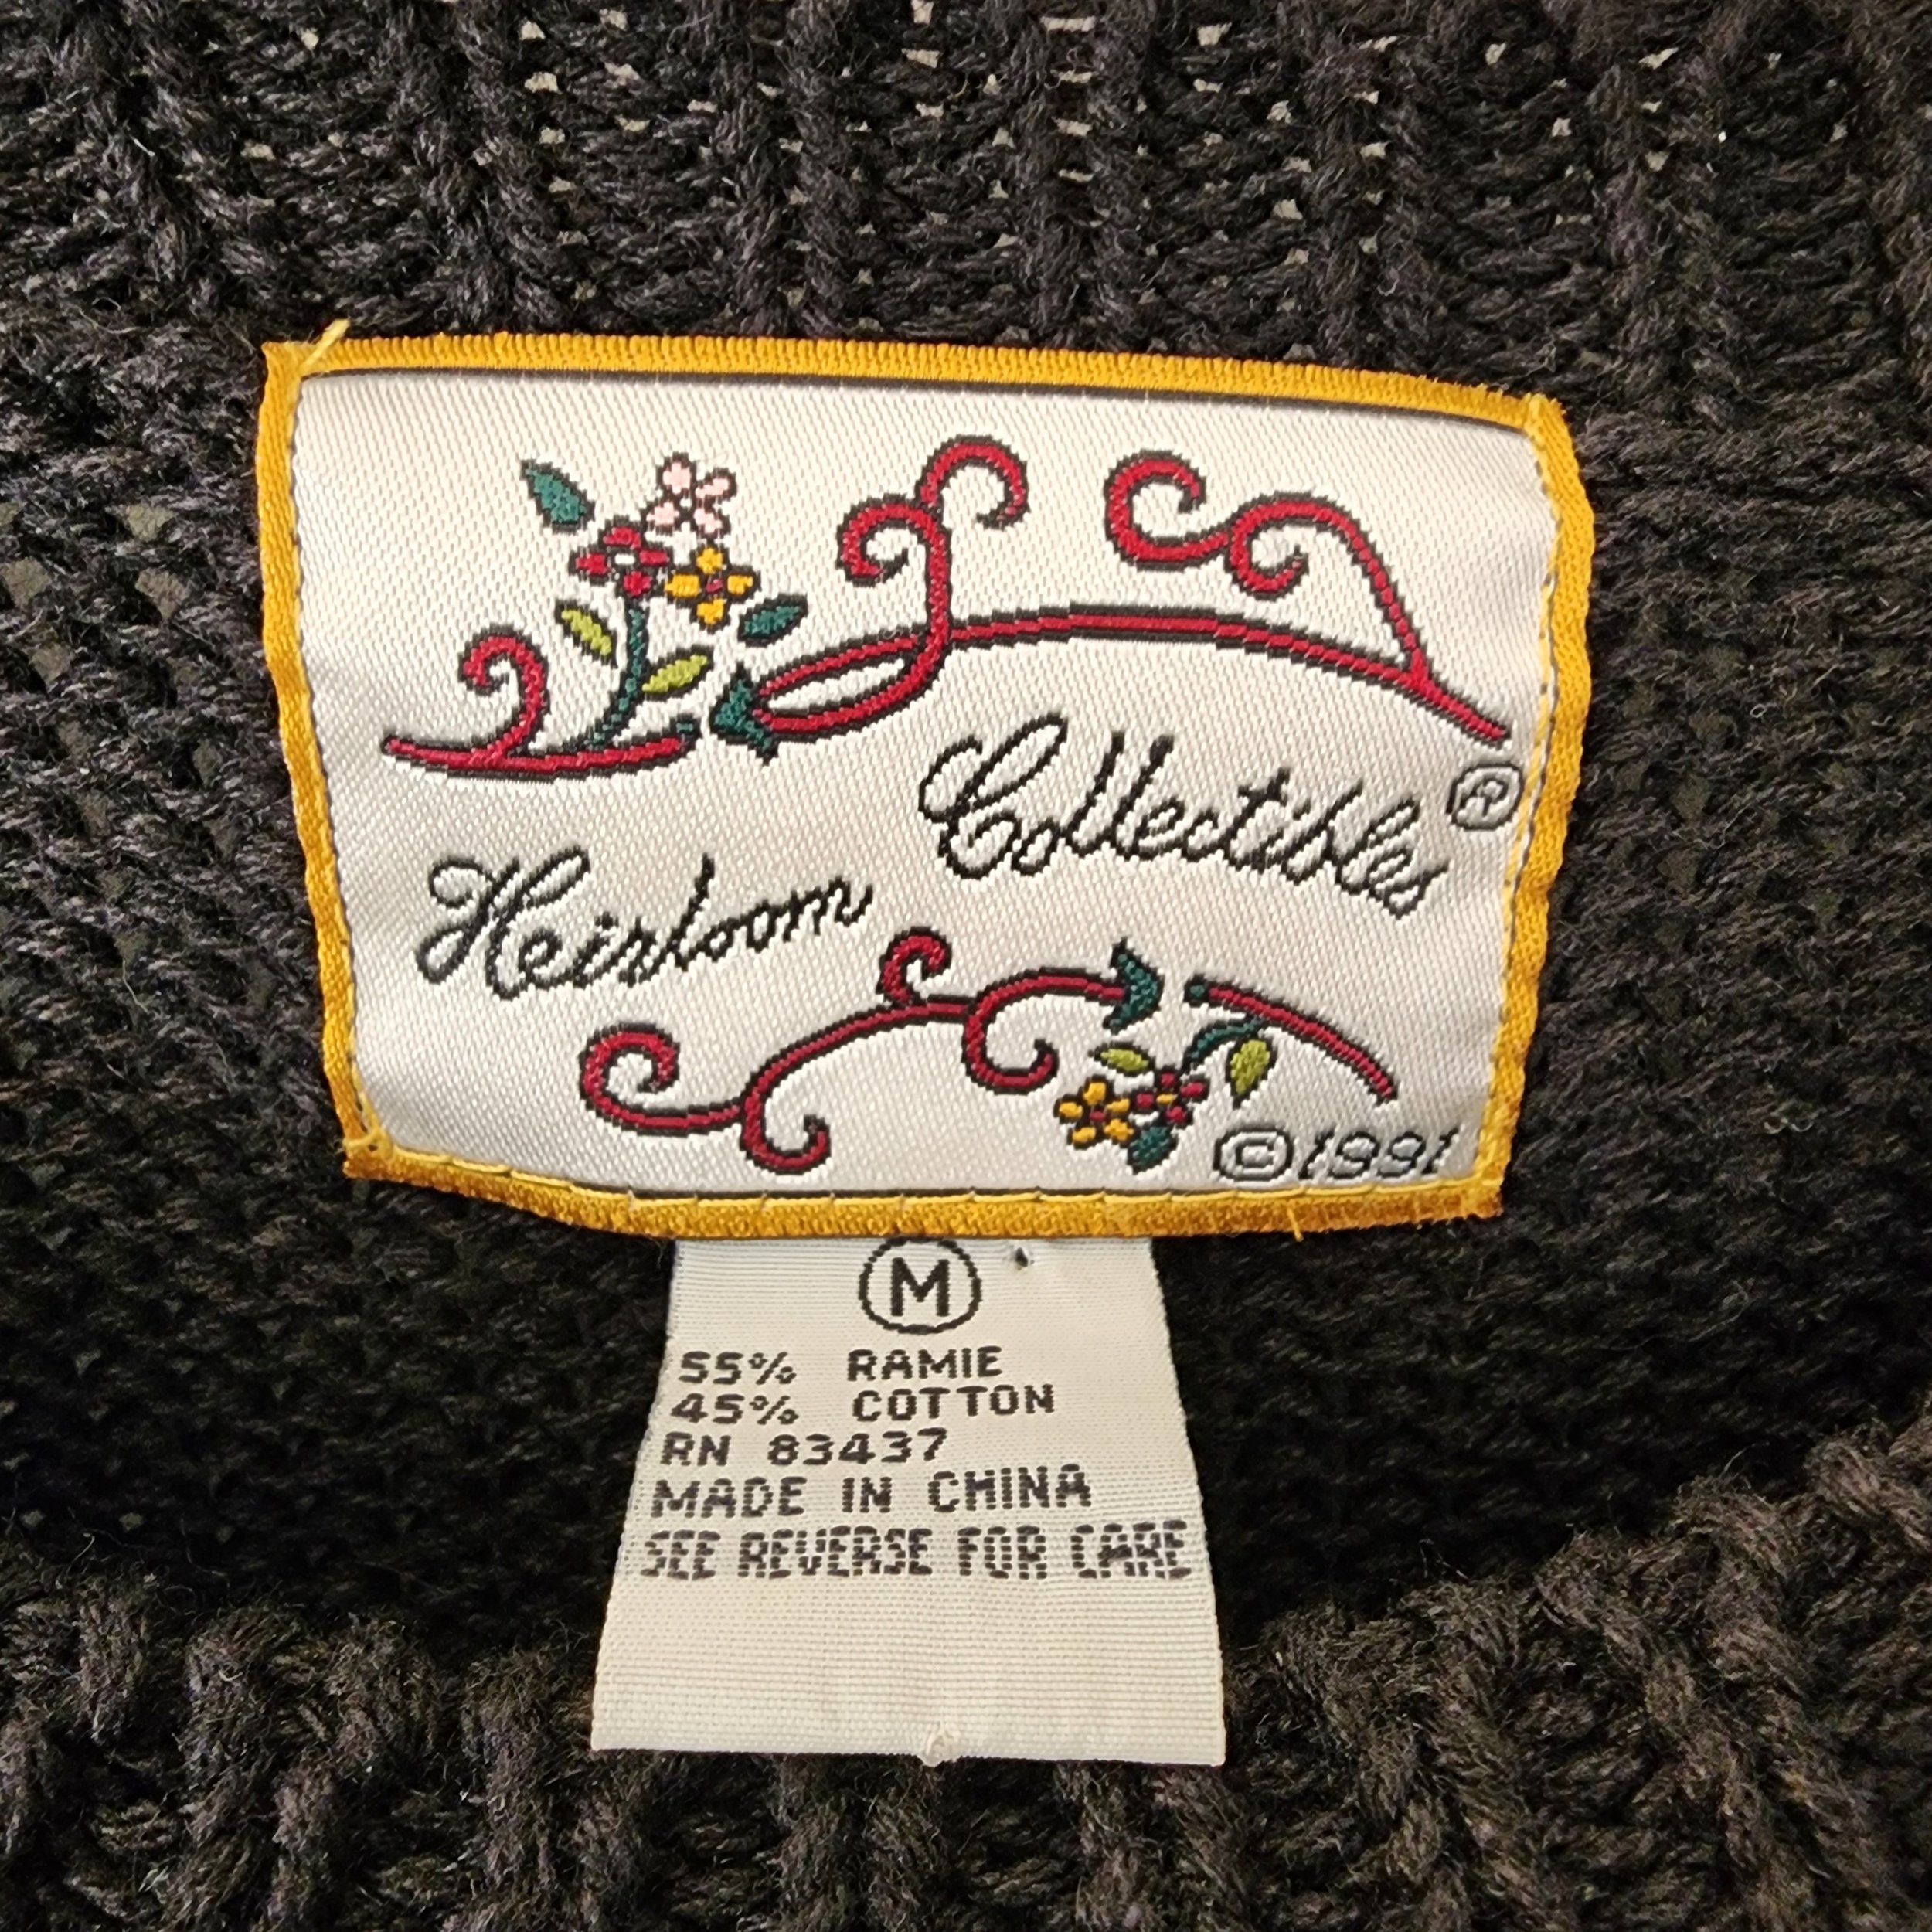 Heirloom Collectibles®
©1991
M
55% RAMIE
45% COTTON
RN 83437
MADE IN CHINA
SEE REVERSE FOR CARE